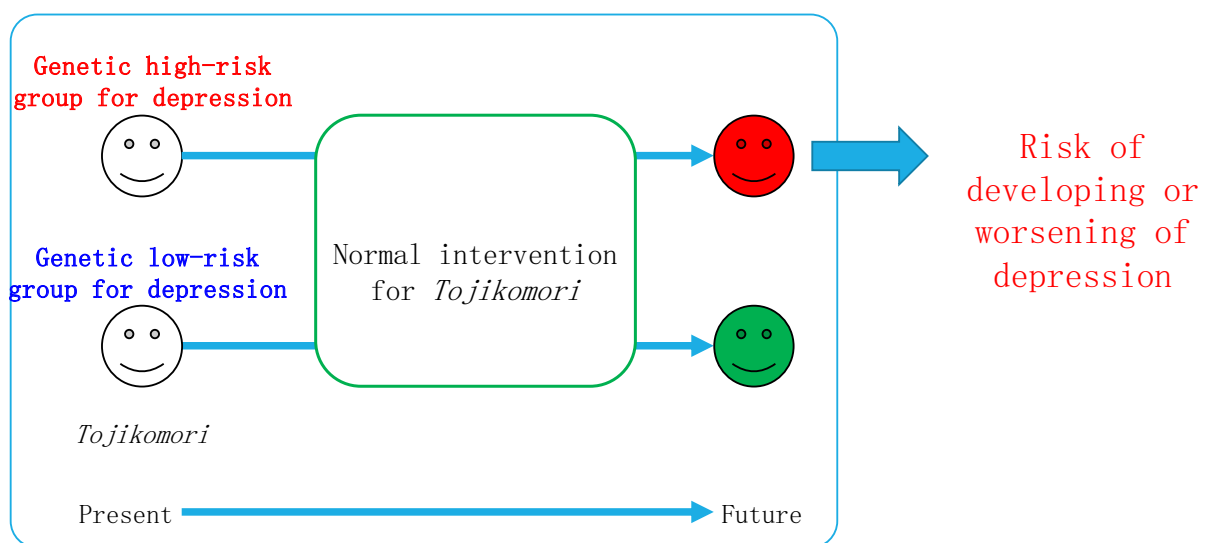 Genetic high-risk
group for depression
Genetic low-risk
group for depression
Normal intervention
for Tojikomori
Risk of
developing or
worsening of
depression
Tojikomori
Present
Future